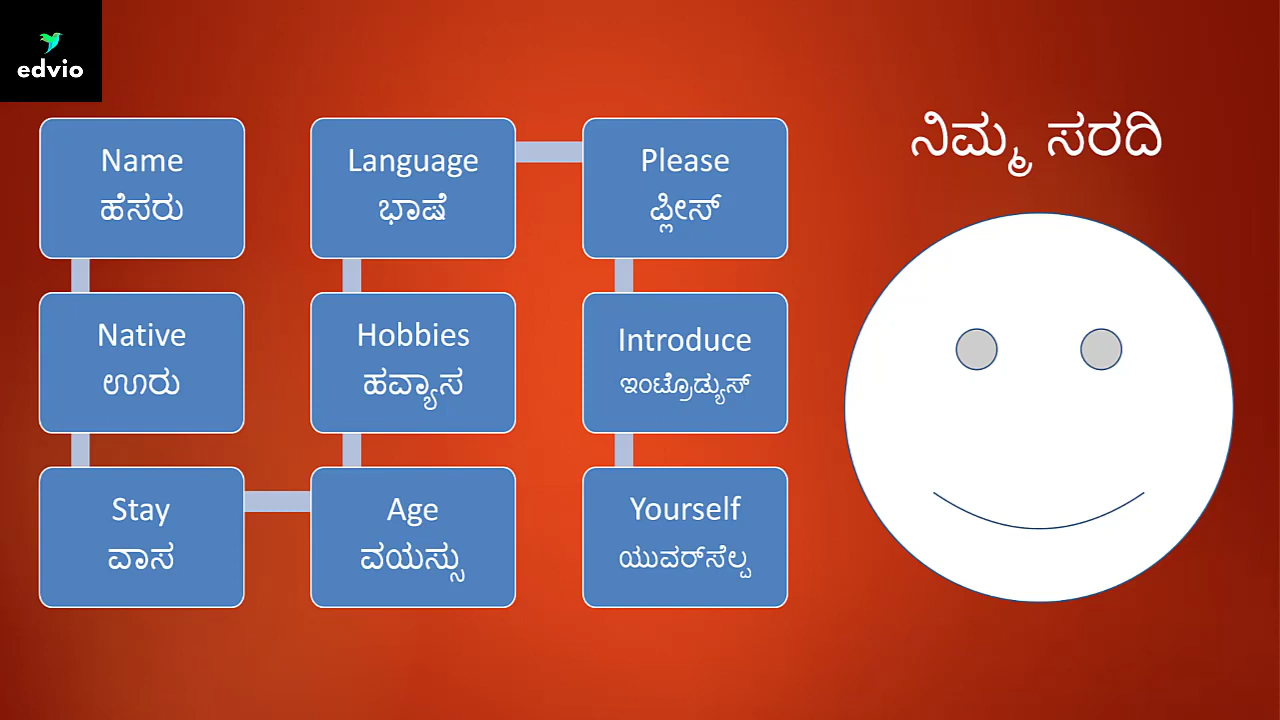 edvio
Name
ಹೆಸರು
Native
ಊರು
Stay
ವಾಸ
Age
ವಯಸ್ಸು
Hobbies
ಹವ್ಯಾಸ
Language
ಭಾಷೆ
Please
ಪ್ಲೀಸ್
Introduce
ಇಂಟ್ರೊಡ್ಯುಸ್
Yourself
ಯುವರ್‌ಸೆಲ್ಪ
ನಿಮ್ಮ ಸರದಿ